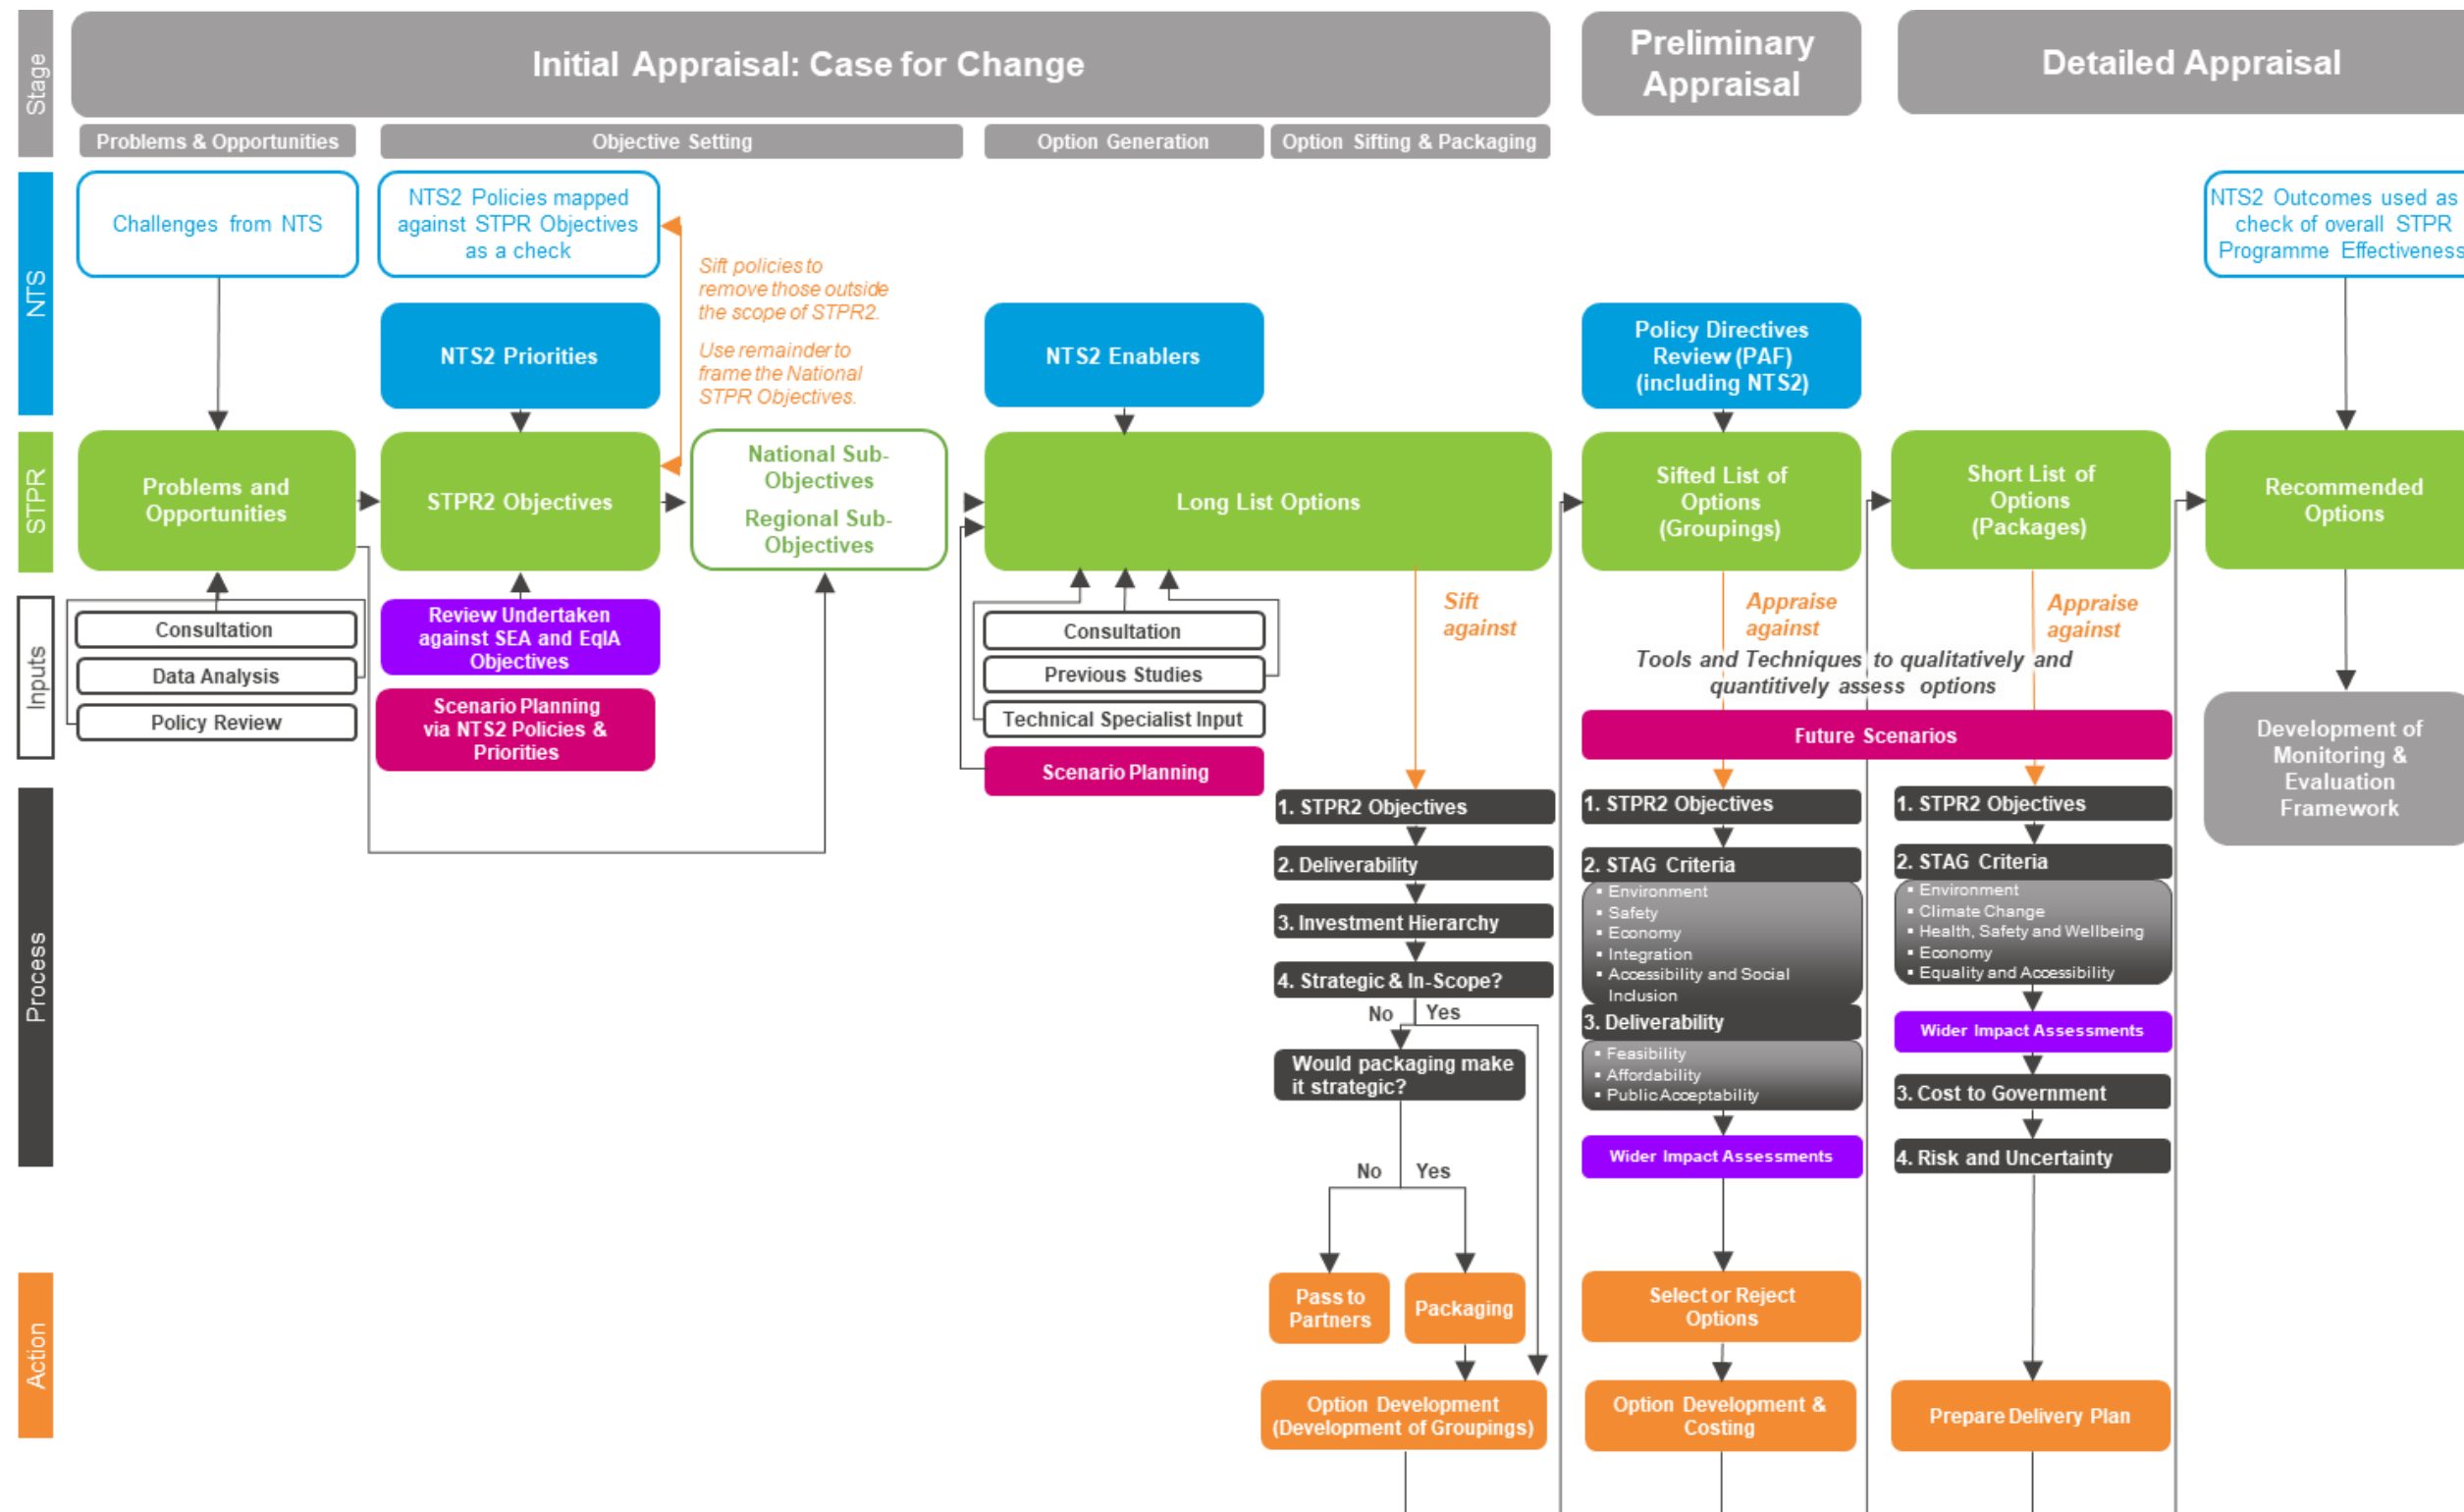 Stage
Initial Appraisal: Case for Change
Preliminary
Appraisal
Detailed Appraisal
Problems & Opportunities
Objective Setting
Option Generation
Option Sifting & Packaging
NTS
Challenges from NTS
NTS2 Policies mapped
against STPR Objectives
as a check
NTS2 Outcomes used as
check of overall STPR
Programme Effectiveness
Sift policies to
remove those outside
the scope of STPR2.
Use remainder to
frame the National
STPR Objectives.
NTS2 Priorities
NTS2 Enablers
Policy Directives
Review (PAF)
(including NTS2)
STPR
Problems and
Opportunities
STPR2 Objectives
National Sub-
Objectives
Regional Sub-
Objectives
Long List Options
Sifted List of
Options
(Groupings)
Short List of
Options
(Packages)
Recommended
Options
Inputs
Consultation
Data Analysis
Policy Review
Review Undertaken
against SEA and EqIA
Objectives
Scenario Planning
via NTS2 Policies &
Priorities
Consultation
Previous Studies
Technical Specialist Input
Scenario Planning
Sift
against
Appraise
against
Appraise
against
Tools and Techniques to qualitatively and
quantitively assess options
Future Scenarios
Development of
Monitoring &
Evaluation
Framework
Process
1. STPR2 Objectives
2. Deliverability
3. Investment Hierarchy
4. Strategic & In-Scope?
No
Yes
Would packaging make
it strategic?
No
Yes
1. STPR2 Objectives
2. STAG Criteria
▪ Environment
▪ Safety
▪ Economy
▪ Integration
▪ Accessibility and Social
Inclusion
3. Deliverability
▪ Feasibility
▪ Affordability
▪ Public Acceptability
Wider Impact Assessments
1. STPR2 Objectives
2. STAG Criteria
▪ Environment
▪ Climate Change
▪ Health, Safety and Wellbeing
▪ Economy
▪ Equality and Accessibility
Wider Impact Assessments
3. Cost to Government
4. Risk and Uncertainty
Action
Pass to
Partners
Packaging
Option Development
(Development of Groupings)
Select or Reject
Options
Option Development &
Costing
Prepare Delivery Plan